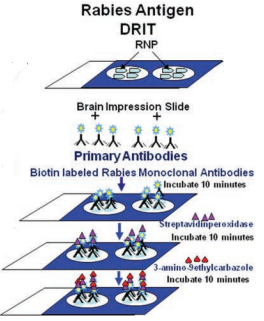 Rabies Antigen
DRIT
RNP
Brain Impression Slide
+ +
Primary Antibodies
Biotin labeled Rabies Monoclonal Antibodies
Incubate 10 minutes
Streptavidinperoxidase
Incubate 10 minutes
3-amino-9ethylcarbazole
Incubate 10 minutes